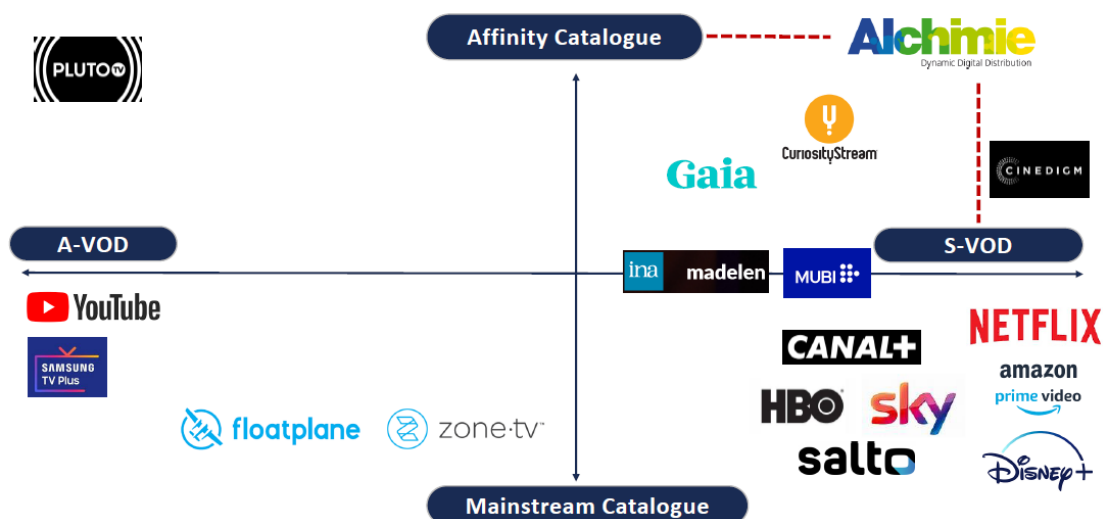 Affinity Catalogue
Alchimie
Dynamic Digital Distribution
PLUTO tv
CURIOSITYSTREAM
Gaia
CINEDIGM
A-VOD
S-VOD
ina madelen
MUBI
YouTube
SAMSUNG
TV Plus
CANAL+
NETFLIX
amazon
prime video
HBO
sky
floatplane
zone·tv™
salto
Disney+
Mainstream Catalogue